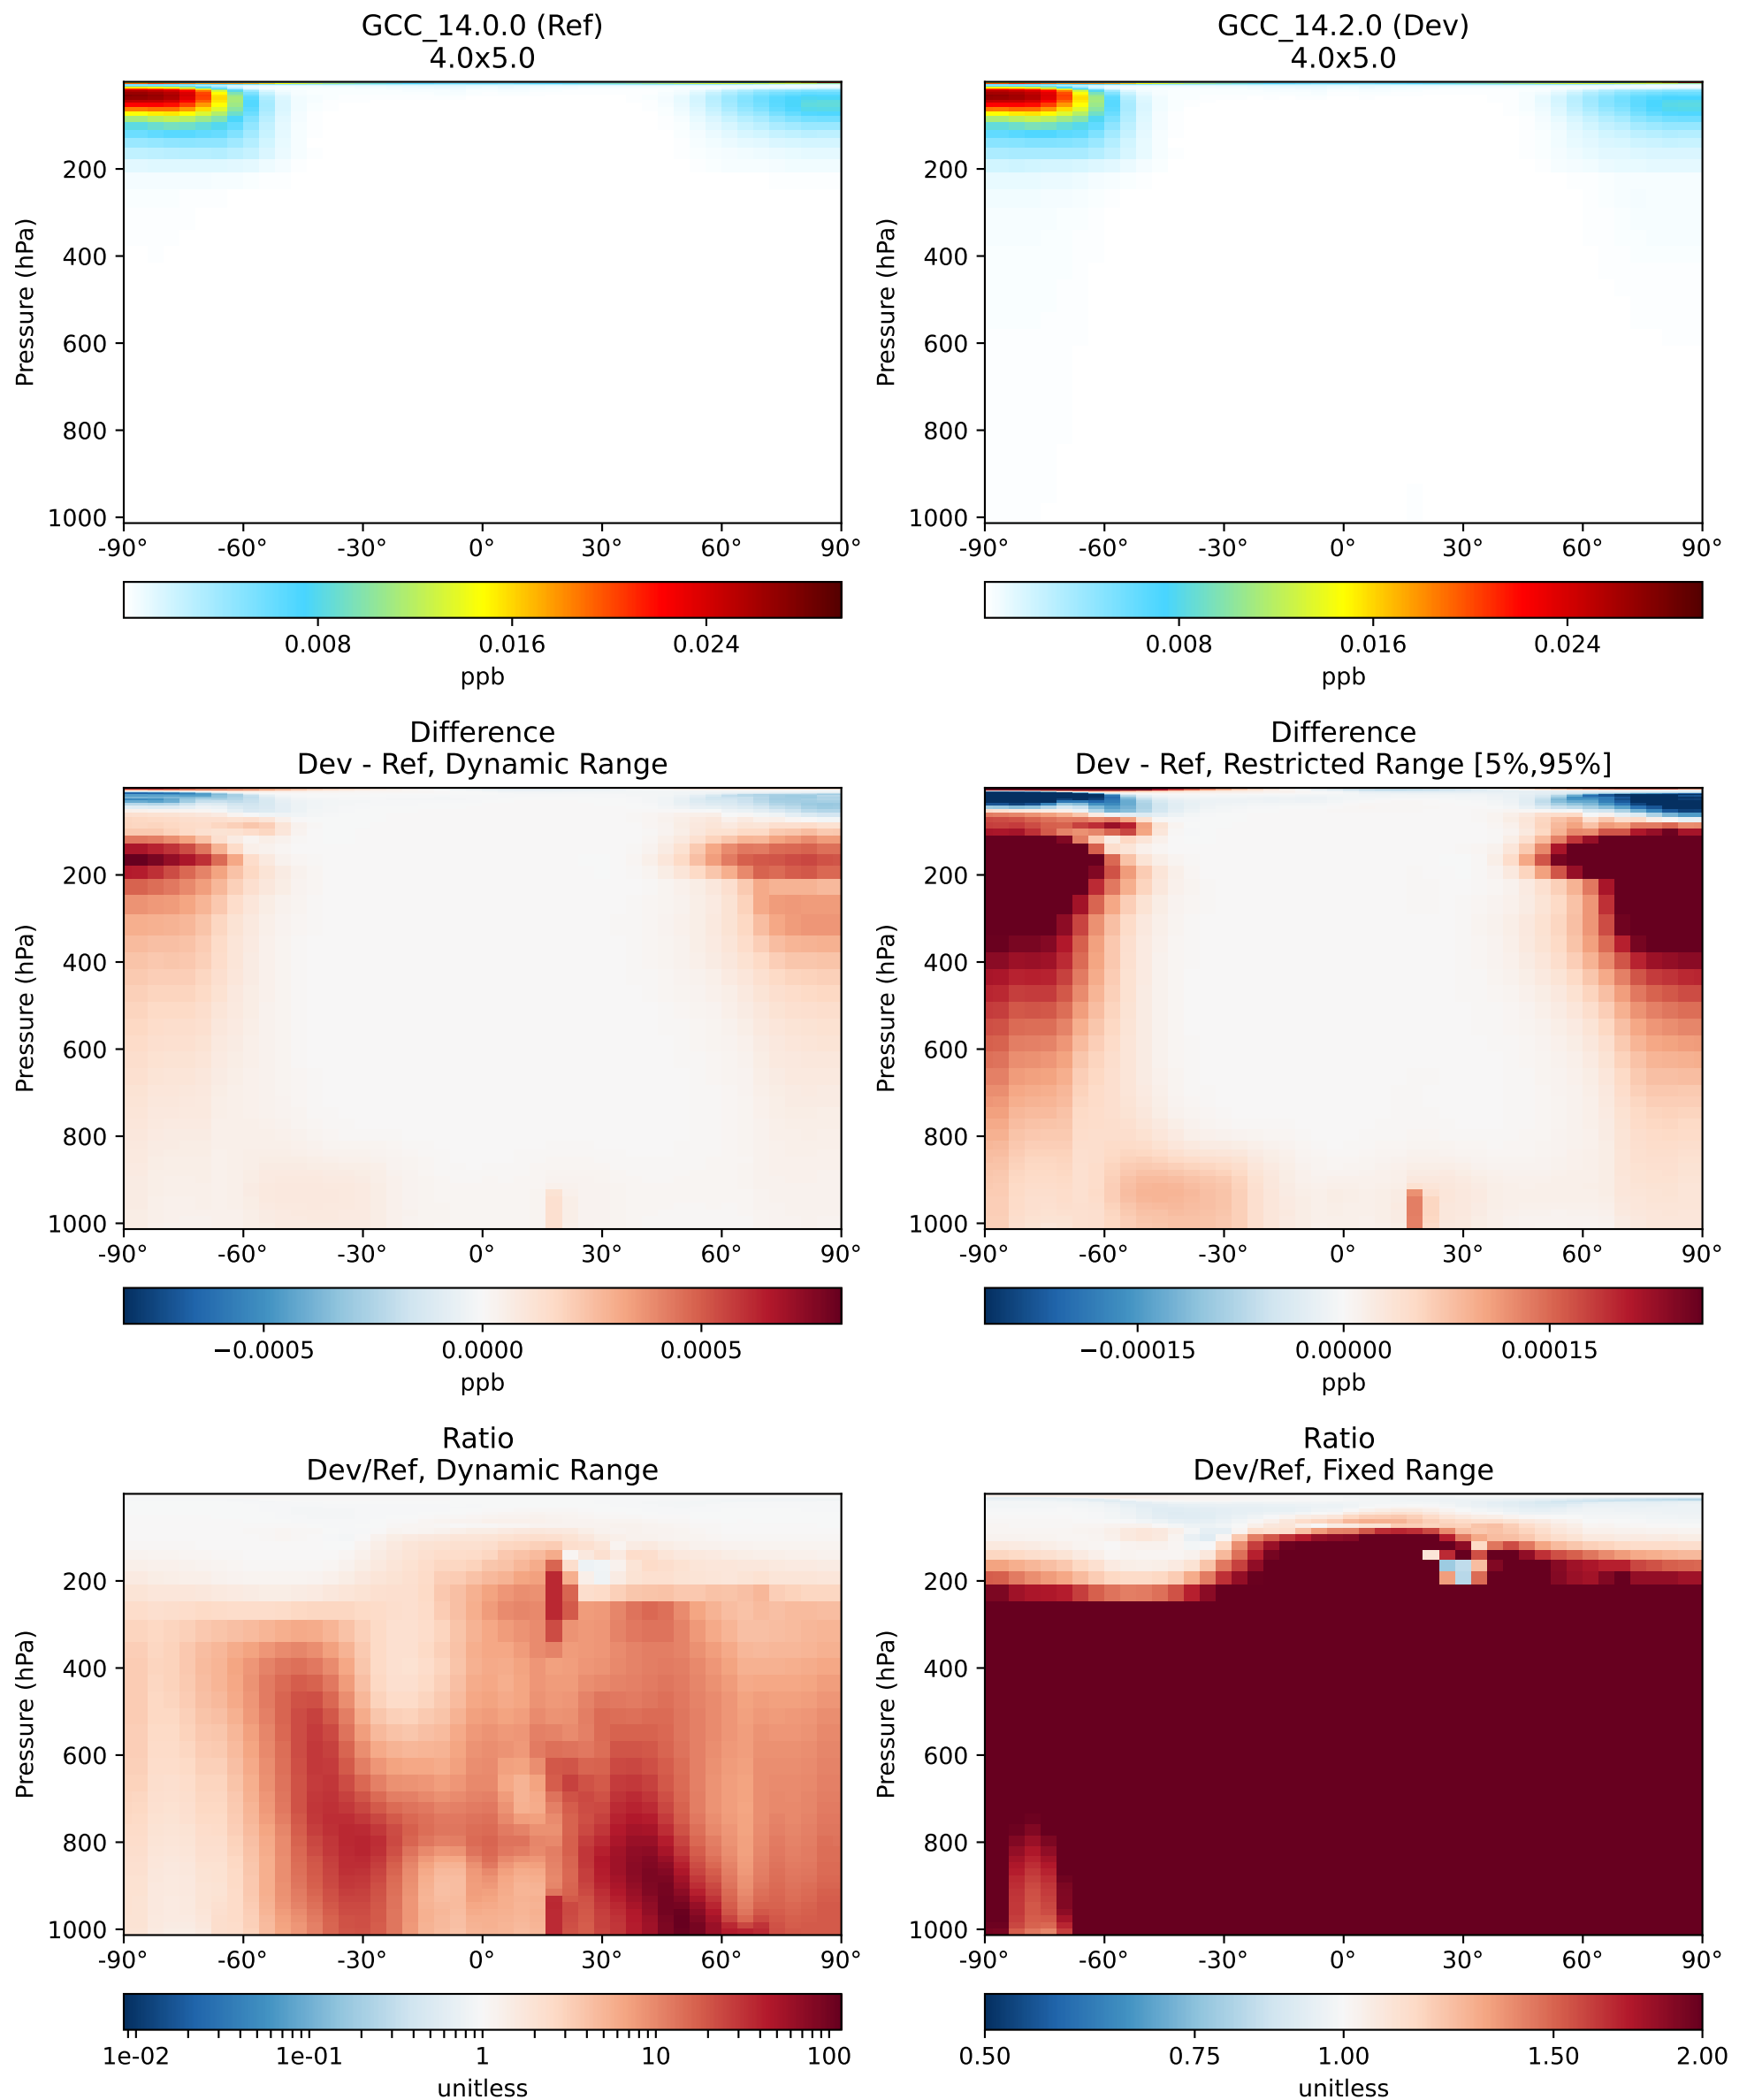 GCC_14.0.0 (Ref)
4.0x5.0
Pressure (hPa)
200
400
600
800
1000
-90° -60° -30° 0° 30° 60° 90°
0.008 0.016 0.024
ppb
GCC_14.2.0 (Dev)
4.0x5.0
Pressure (hPa)
200
400
600
800
1000
-90° -60° -30° 0° 30° 60° 90°
0.008 0.016 0.024
ppb
Difference
Dev - Ref, Dynamic Range
Pressure (hPa)
200
400
600
800
1000
-90° -60° -30° 0° 30° 60° 90°
−0.0005 0.0000 0.0005
ppb
Difference
Dev - Ref, Restricted Range [5%,95%]
Pressure (hPa)
200
400
600
800
1000
-90° -60° -30° 0° 30° 60° 90°
−0.00015 0.00000 0.00015
ppb
Ratio
Dev/Ref, Dynamic Range
Pressure (hPa)
200
400
600
800
1000
-90° -60° -30° 0° 30° 60° 90°
1e-02 1e-01 1 10 100
unitless
Ratio
Dev/Ref, Fixed Range
Pressure (hPa)
200
400
600
800
1000
-90° -60° -30° 0° 30° 60° 90°
0.50 0.75 1.00 1.50 2.00
unitless